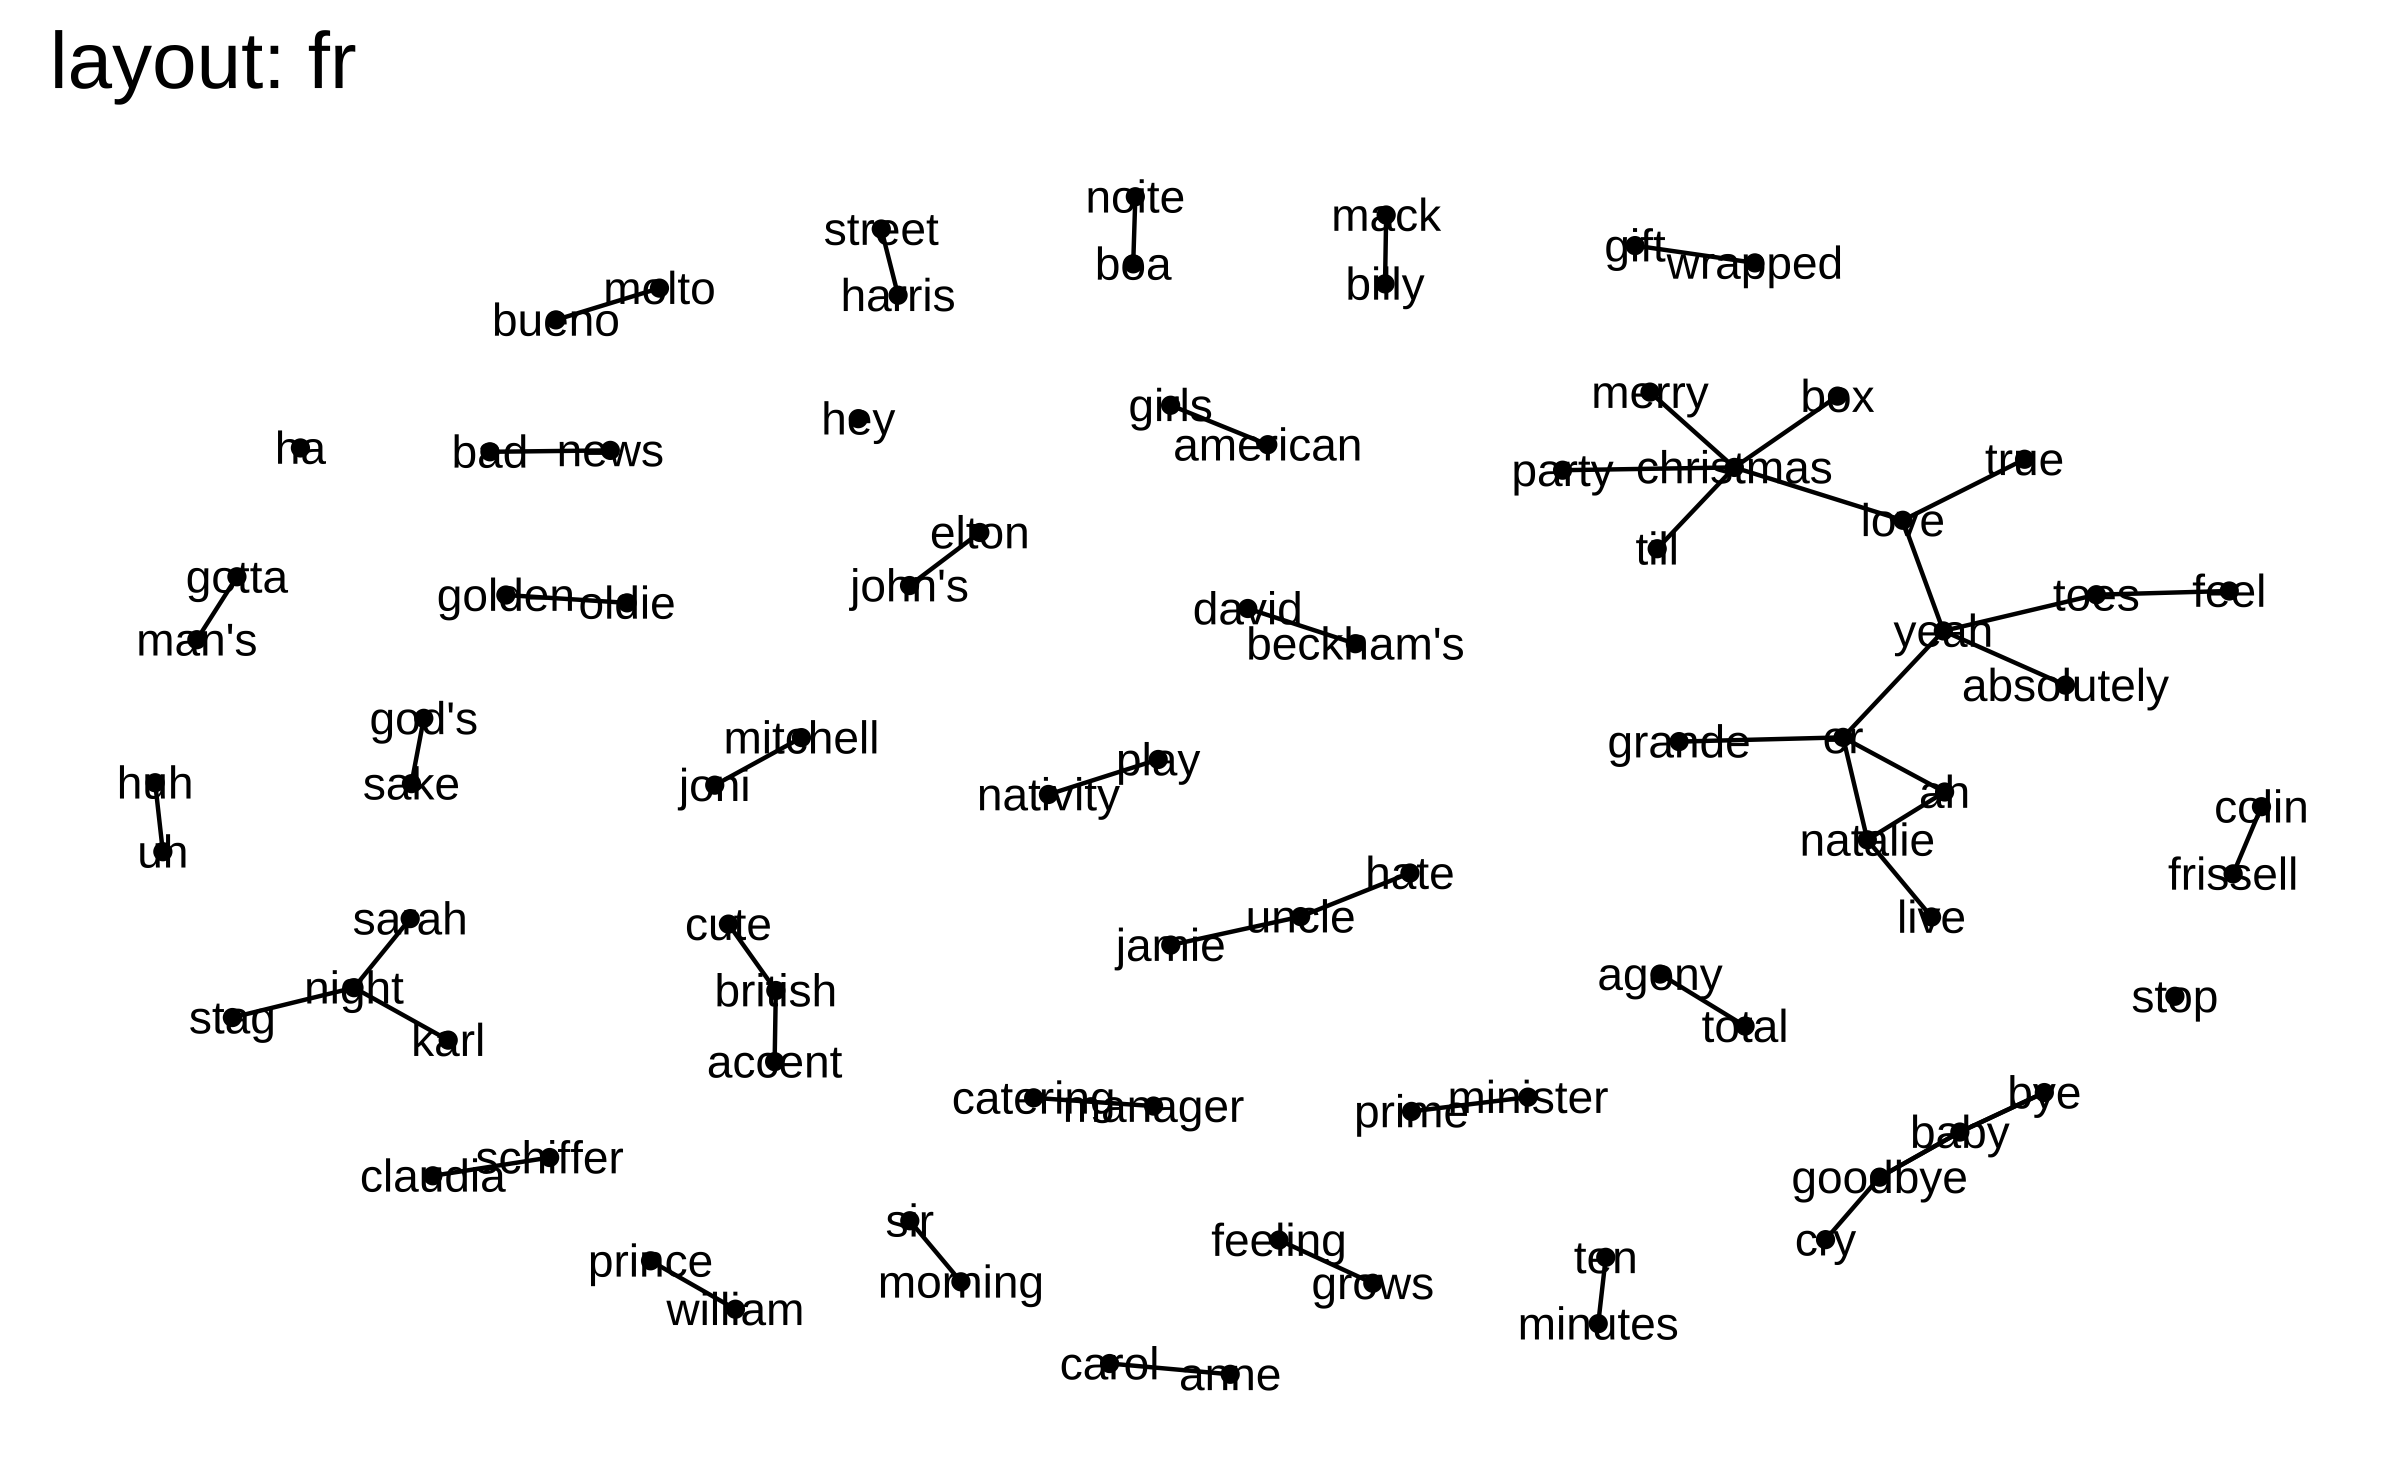 layout: fr
noite
street
mack
gift
wrapped
boa
harris
billy
molto
bueno
merry
box
girls
hey
american
ha
bad
news
party
christmas
true
love
elton
till
gotta
golden
oldie
john's
david
toes
feel
man's
beckham's
yeah
absolutely
god's
mitchell
play
grande
or
huh
sake
joni
nativity
ah
colin
uh
natalie
hate
frissell
sarah
cute
uncle
live
jamie
night
british
agony
stop
stag
karl
total
accent
catering
manager
prime
minister
bye
baby
claudia
schiffer
goodbye
sir
feeling
cry
prince
ten
morning
grows
william
minutes
carol
anne